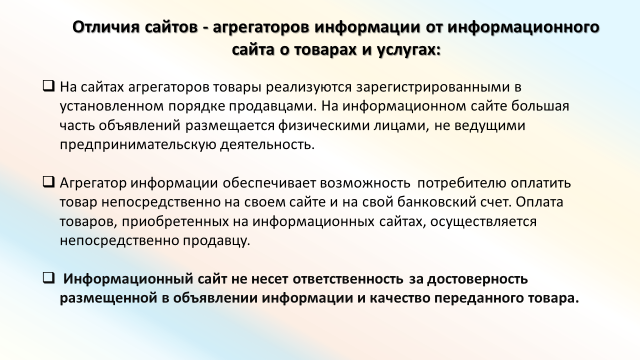 Отличия сайтов - агрегаторов информации от информационного
сайта о товарах и услугах:
На сайтах агрегаторов товары реализуются зарегистрированными в
установленном порядке продавцами. На информационном сайте большая
часть объявлений размещается физическими лицами, не ведущими
предпринимательскую деятельность.
Агрегатор информации обеспечивает возможность потребителю оплатить
товар непосредственно на своем сайте и на свой банковский счет. Оплата
товаров, приобретенных на информационных сайтах, осуществляется
непосредственно продавцу.
Информационный сайт не несет ответственность за достоверность
размещенной в объявлении информации и качество переданного товара.